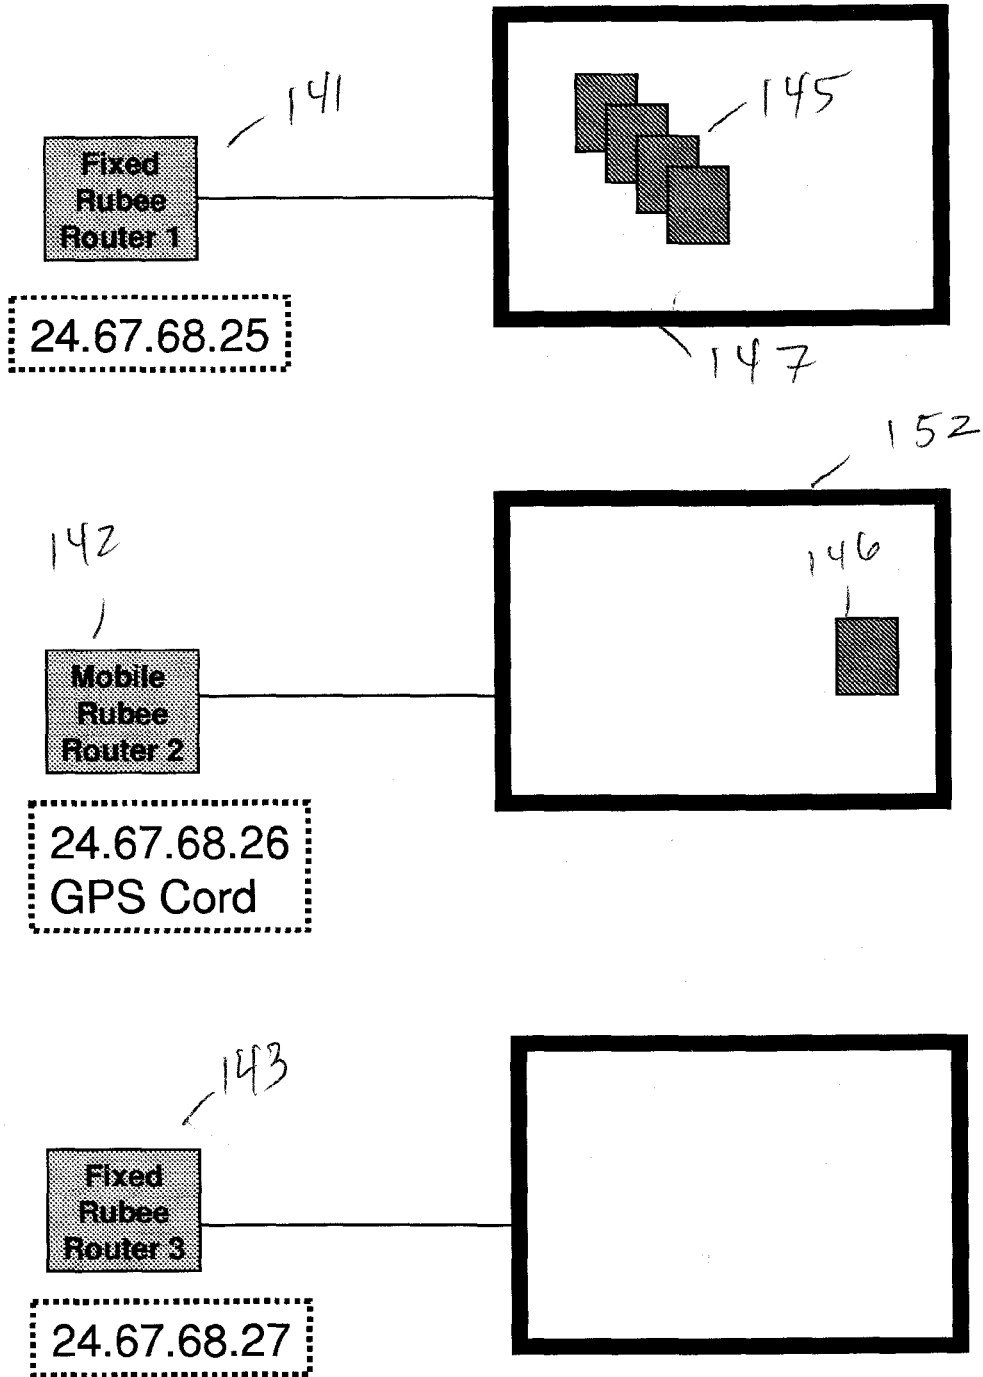 141
145
Fixed
Rubee
Router 1
24.67.68.25
147
152
142
146
Mobile
Rubee
Router 2
24.67.68.26
GPS Cord
143
Fixed
Rubee
Router 3
24.67.68.27